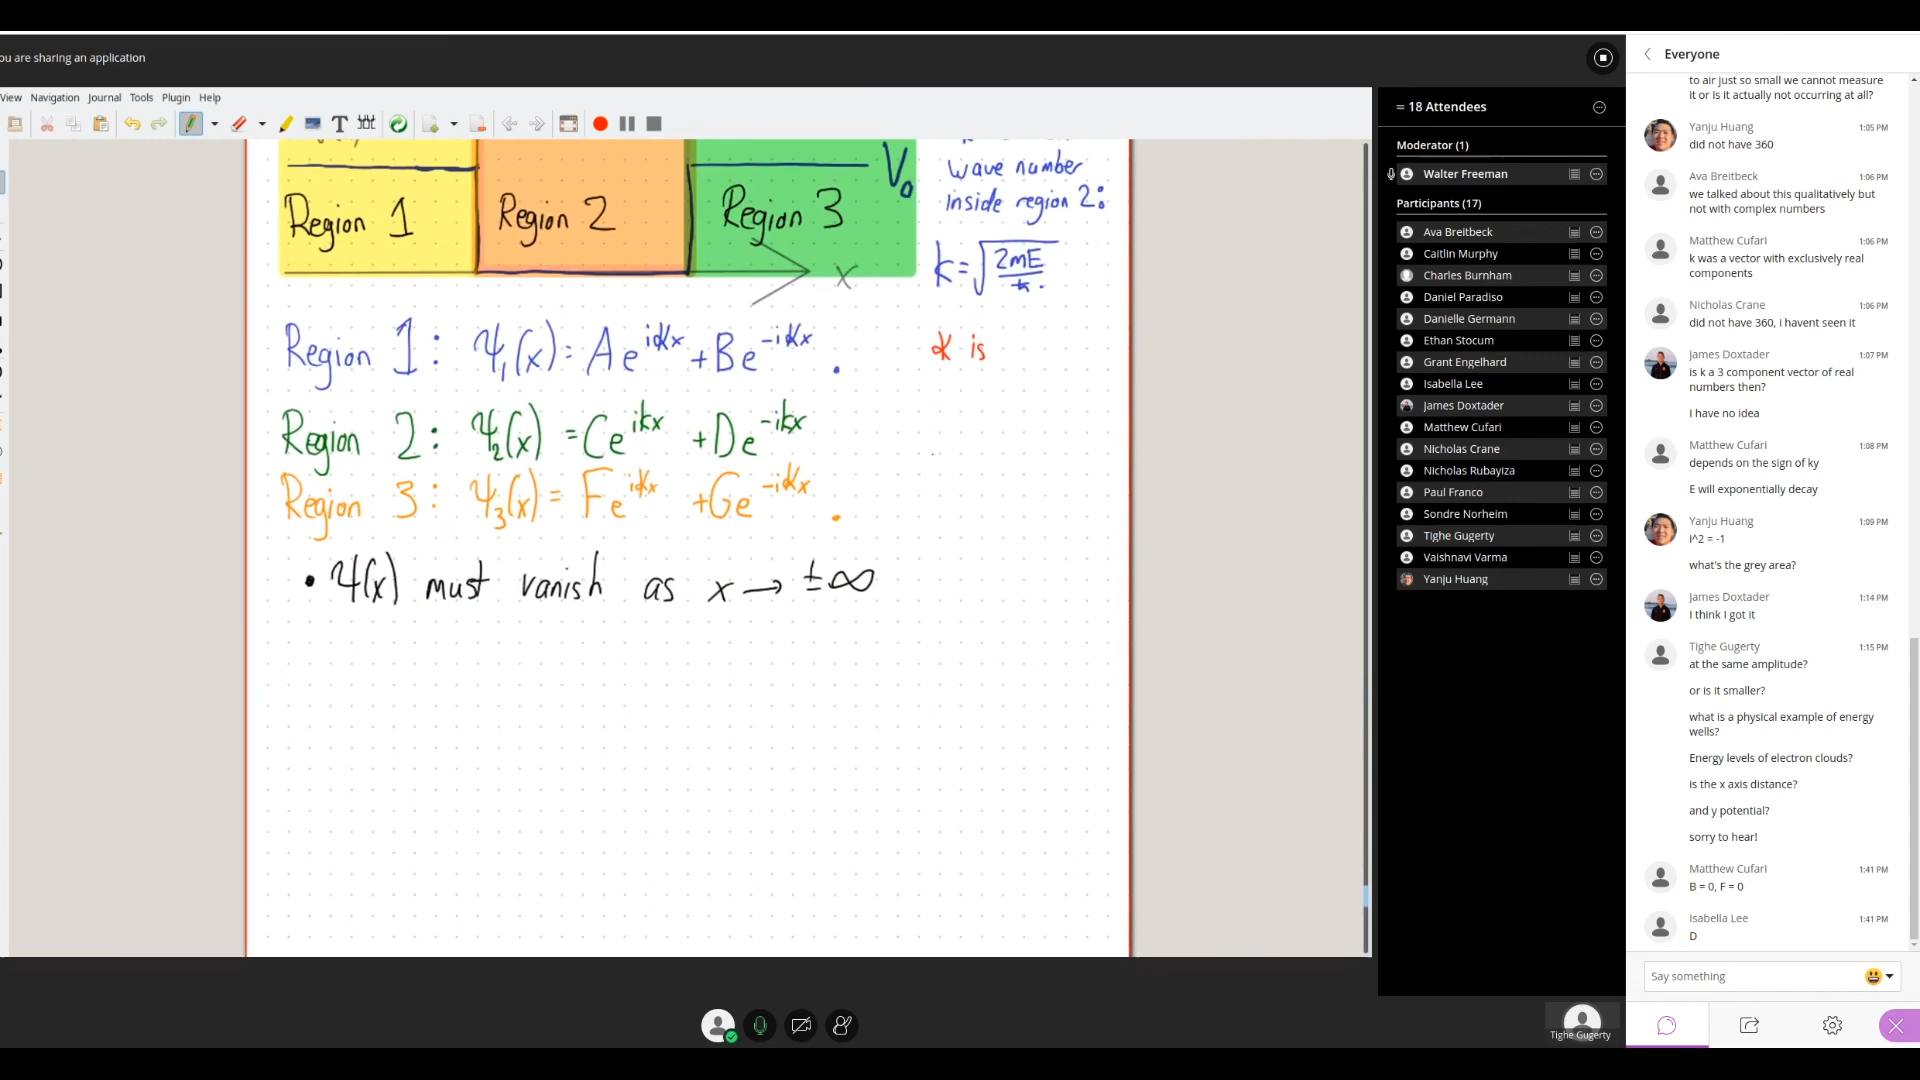 ou are sharing an application
View Navigation Journal Tools Plugin Help
V₀
Region 1 Region 2 Region 3
x
wave number
inside region 2:
k = √(2mE/ħ)
Region 1: Ψ₁(x) = Ae^{iKx} + Be^{-iKx}.
K is
Region 2: Ψ₂(x) = Ce^{ikx} + De^{-ikx}
Region 3: Ψ₃(x) = Fe^{iKx} + Ge^{-iKx}.
• Ψ(x) must vanish as x → ±∞
18 Attendees
Moderator (1)
Walter Freeman
Participants (17)
Ava Breitbeck
Caitlin Murphy
Charles Burnham
Daniel Paradiso
Danielle Germann
Ethan Stocum
Grant Engelhard
Isabella Lee
James Doxtader
Matthew Cufari
Nicholas Crane
Nicholas Rubayiza
Paul Franco
Sondre Norheim
Tighe Gugerty
Vaishnavi Varma
Yanju Huang
Tighe Gugerty
Everyone
to air just so small we cannot measure
it or is it actually not occurring at all?
Yanju Huang 1:05 PM
did not have 360
Ava Breitbeck 1:06 PM
we talked about this qualitatively but
not with complex numbers
Matthew Cufari 1:06 PM
k was a vector with exclusively real
components
Nicholas Crane 1:06 PM
did not have 360, i havent seen it
James Doxtader 1:07 PM
is k a 3 component vector of real
numbers then?
I have no idea
Matthew Cufari 1:08 PM
depends on the sign of ky
E will exponentially decay
Yanju Huang 1:09 PM
i^2 = -1
what's the grey area?
James Doxtader 1:14 PM
I think I got it
Tighe Gugerty 1:15 PM
at the same amplitude?
or is it smaller?
what is a physical example of energy
wells?
Energy levels of electron clouds?
is the x axis distance?
and y potential?
sorry to hear!
Matthew Cufari 1:41 PM
B = 0, F = 0
Isabella Lee 1:41 PM
D
Say something